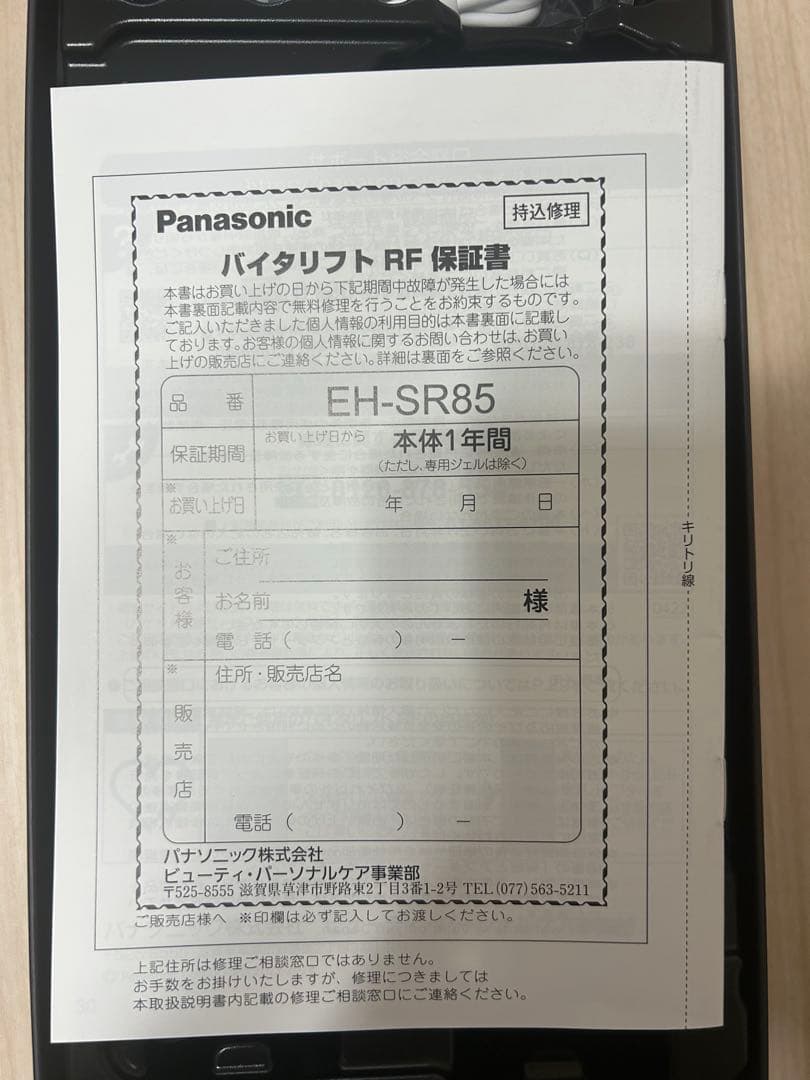 Panasonic
持込修理
バイタリフト RF 保証書
本書はお買い上げの日から下記期間中故障が発生した場合には
本書裏面記載内容で無料修理を行うことをお約束するものです。
ご記入いただきました個人情報の利用目的は本書裏面に記載し
ております。お客様の個人情報に関するお問い合わせは、お買い
上げの販売店にご連絡ください。詳細は裏面をご参照ください。
品 番 EH-SR85
保証期間 お買い上げ日から 本体1年間
(ただし、専用ジェルは除く)
※お買い上げ日 年 月 日
※お客様
ご住所
お名前 様
電 話 ( ) −
※販売店
住所・販売店名
電話 ( ) −
パナソニック株式会社
ビューティ・パーソナルケア事業部
〒525-8555 滋賀県草津市野路東2丁目3番1-2号 TEL (077) 563-5211
ご販売店様へ ※印欄は必ず記入してお渡しください。
上記住所は修理ご相談窓口ではありません。
お手数をお掛けいたしますが、修理につきましては
本取扱説明書内記載の修理ご相談窓口にご連絡ください。
キリトリ線